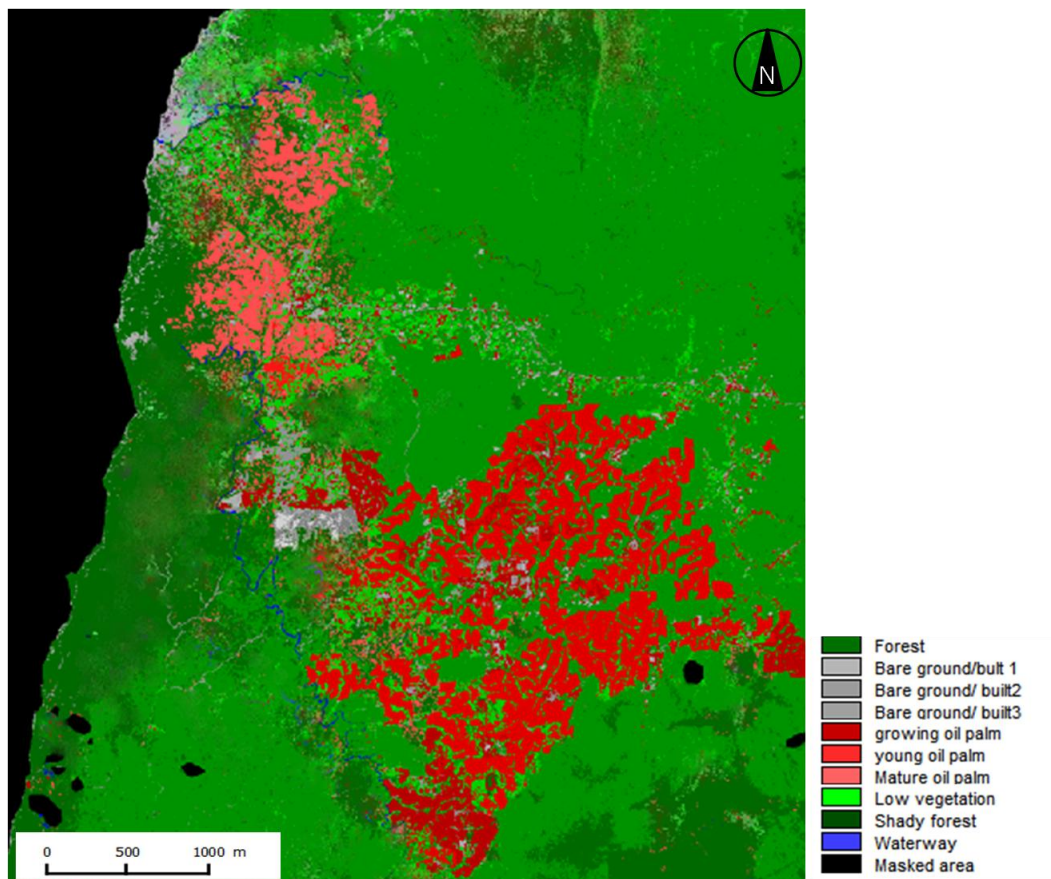 N
Forest
Bare ground/bult 1
Bare ground/ built2
Bare ground/ built3
growing oil palm
young oil palm
Mature oil palm
Low vegetation
Shady forest
Waterway
Masked area
0 500 1000 m